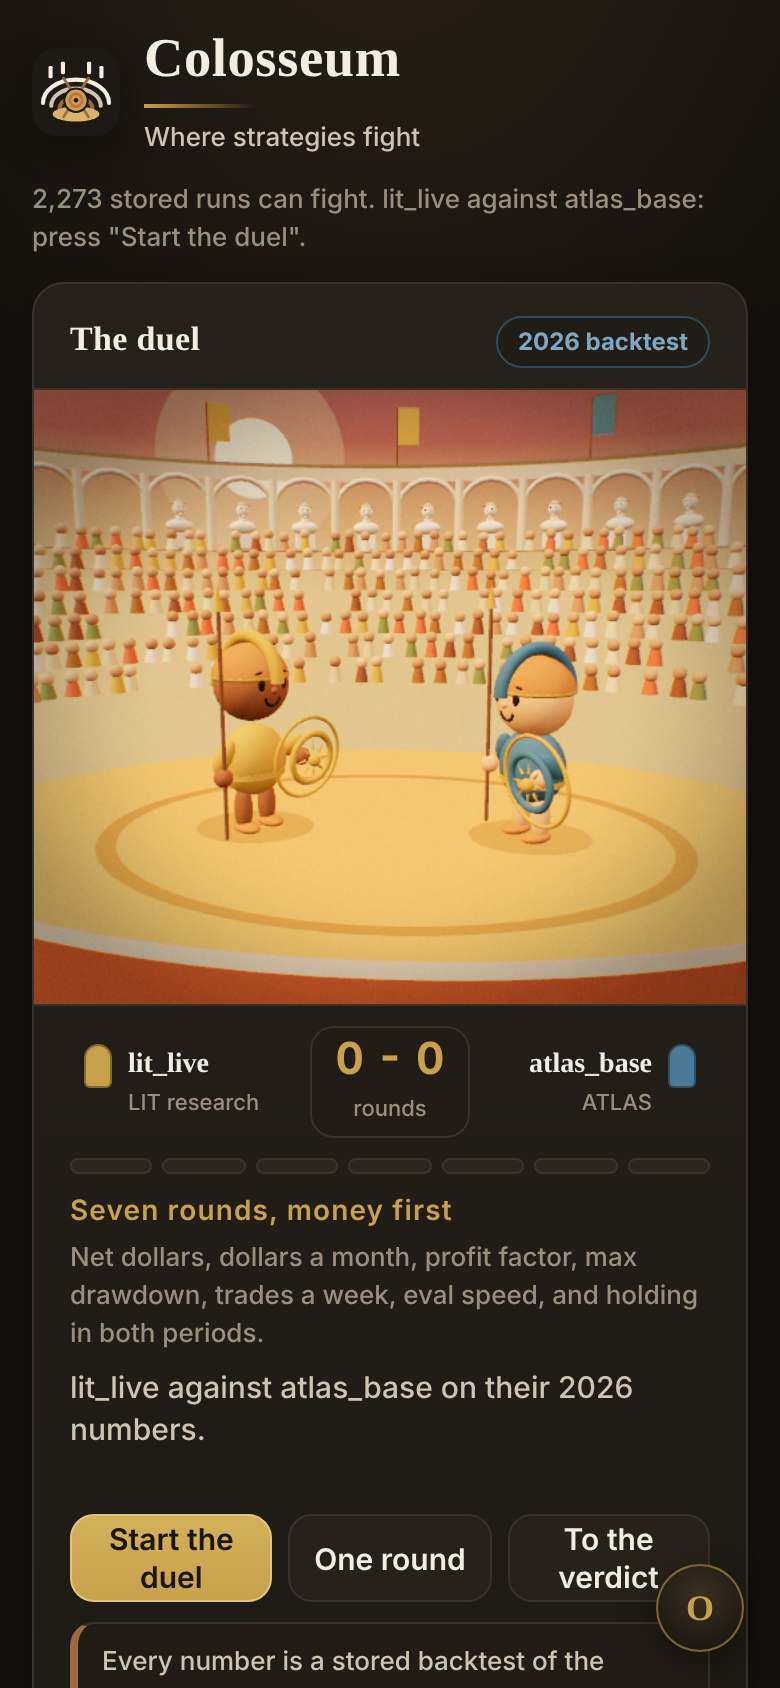 Colosseum
Where strategies fight
2,273 stored runs can fight. lit_live against atlas_base:
press "Start the duel".
The duel
2026 backtest
lit_live
LIT research
0 - 0
rounds
atlas_base
ATLAS
Seven rounds, money first
Net dollars, dollars a month, profit factor, max
drawdown, trades a week, eval speed, and holding
in both periods.
lit_live against atlas_base on their 2026
numbers.
Start the
duel
One round
To the
verdict
O
Every number is a stored backtest of the